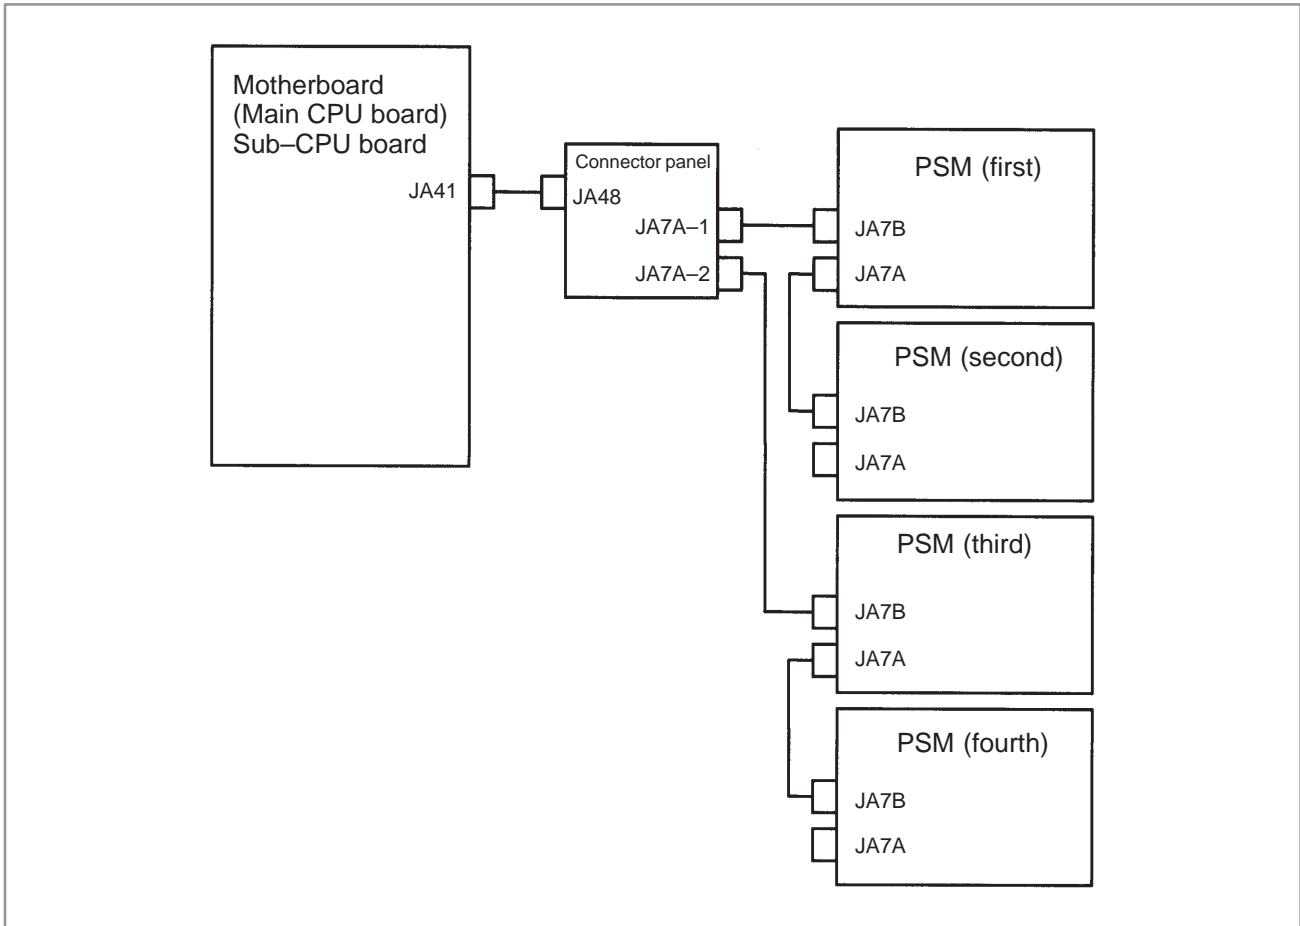 Motherboard
(Main CPU board)
Sub–CPU board
JA41
Connector panel
JA48
JA7A–1
JA7A–2
PSM (first)
JA7B
JA7A
PSM (second)
JA7B
JA7A
PSM (third)
JA7B
JA7A
PSM (fourth)
JA7B
JA7A